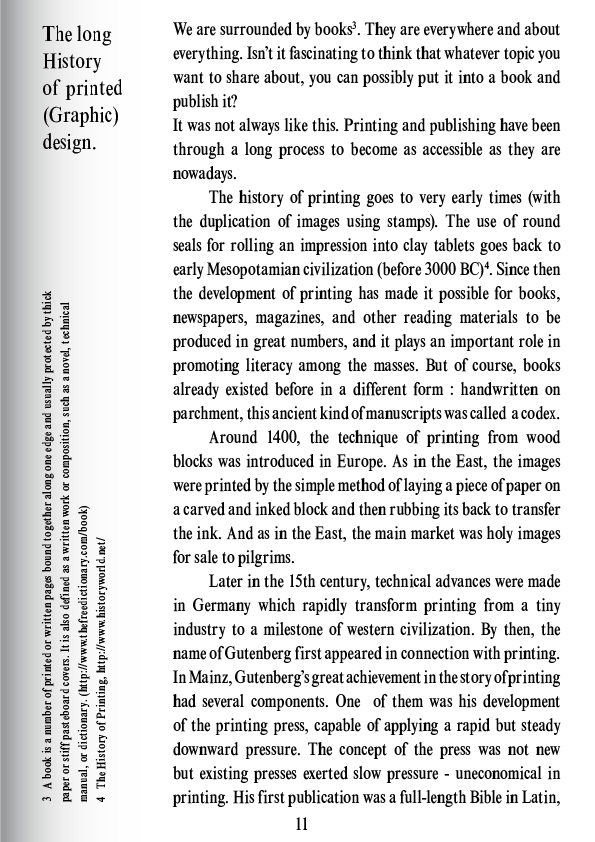 The long
History
of printed
(Graphic)
design.
We are surrounded by books³. They are everywhere and about
everything. Isn't it fascinating to think that whatever topic you
want to share about, you can possibly put it into a book and
publish it?
It was not always like this. Printing and publishing have been
through a long process to become as accessible as they are
nowadays.
The history of printing goes to very early times (with
the duplication of images using stamps). The use of round
seals for rolling an impression into clay tablets goes back to
early Mesopotamian civilization (before 3000 BC)⁴. Since then
the development of printing has made it possible for books,
newspapers, magazines, and other reading materials to be
produced in great numbers, and it plays an important role in
promoting literacy among the masses. But of course, books
already existed before in a different form : handwritten on
parchment, this ancient kind of manuscripts was called a codex.
Around 1400, the technique of printing from wood
blocks was introduced in Europe. As in the East, the images
were printed by the simple method of laying a piece of paper on
a carved and inked block and then rubbing its back to transfer
the ink. And as in the East, the main market was holy images
for sale to pilgrims.
Later in the 15th century, technical advances were made
in Germany which rapidly transform printing from a tiny
industry to a milestone of western civilization. By then, the
name of Gutenberg first appeared in connection with printing.
In Mainz, Gutenberg's great achievement in the story of printing
had several components. One of them was his development
of the printing press, capable of applying a rapid but steady
downward pressure. The concept of the press was not new
but existing presses exerted slow pressure - uneconomical in
printing. His first publication was a full-length Bible in Latin,
3 A book is a number of printed or written pages bound together along one edge and usually protected by thick
paper or stiff pasteboard covers. It is also defined as a written work or composition, such as a novel, technical
manual, or dictionary. (http://www.thefreedictionary.com/book)
4 The History of Printing, http://www.historyworld.net/
11